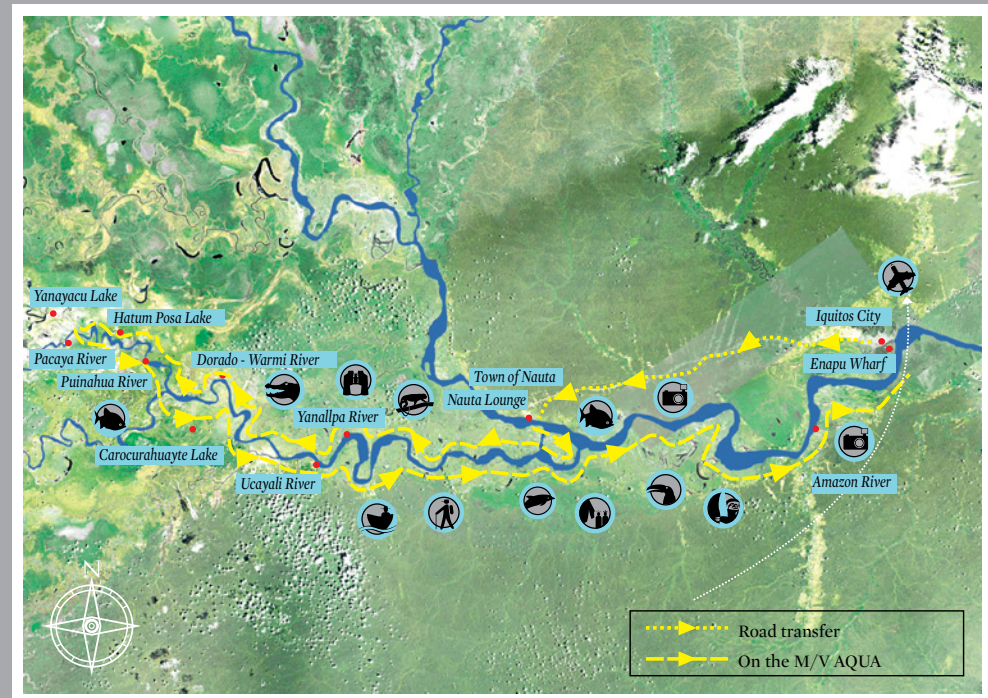 Yanayacu Lake
Hatum Posa Lake
Iquitos City
Pacaya River
Dorado - Warmi River
Enapu Wharf
Puinahua River
Town of Nauta
Nauta Lounge
Yanallpa River
Carocurahuayte Lake
Ucayali River
Amazon River
N
Road transfer
On the M/V AQUA